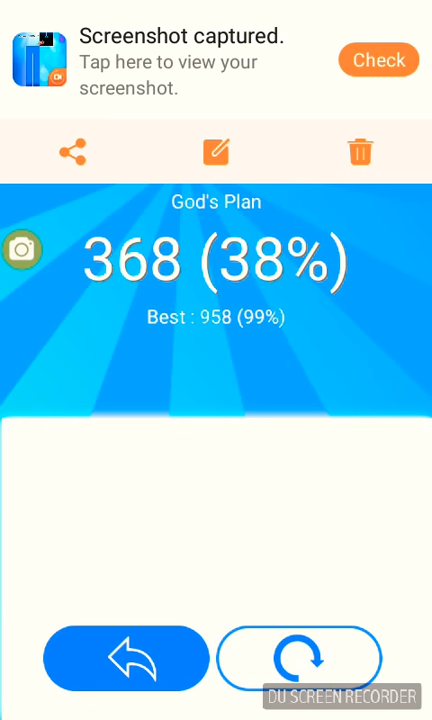 Screenshot captured.
Tap here to view your
screenshot.
Check
God's Plan
368 (38%)
Best : 958 (99%)
DU SCREEN RECORDER